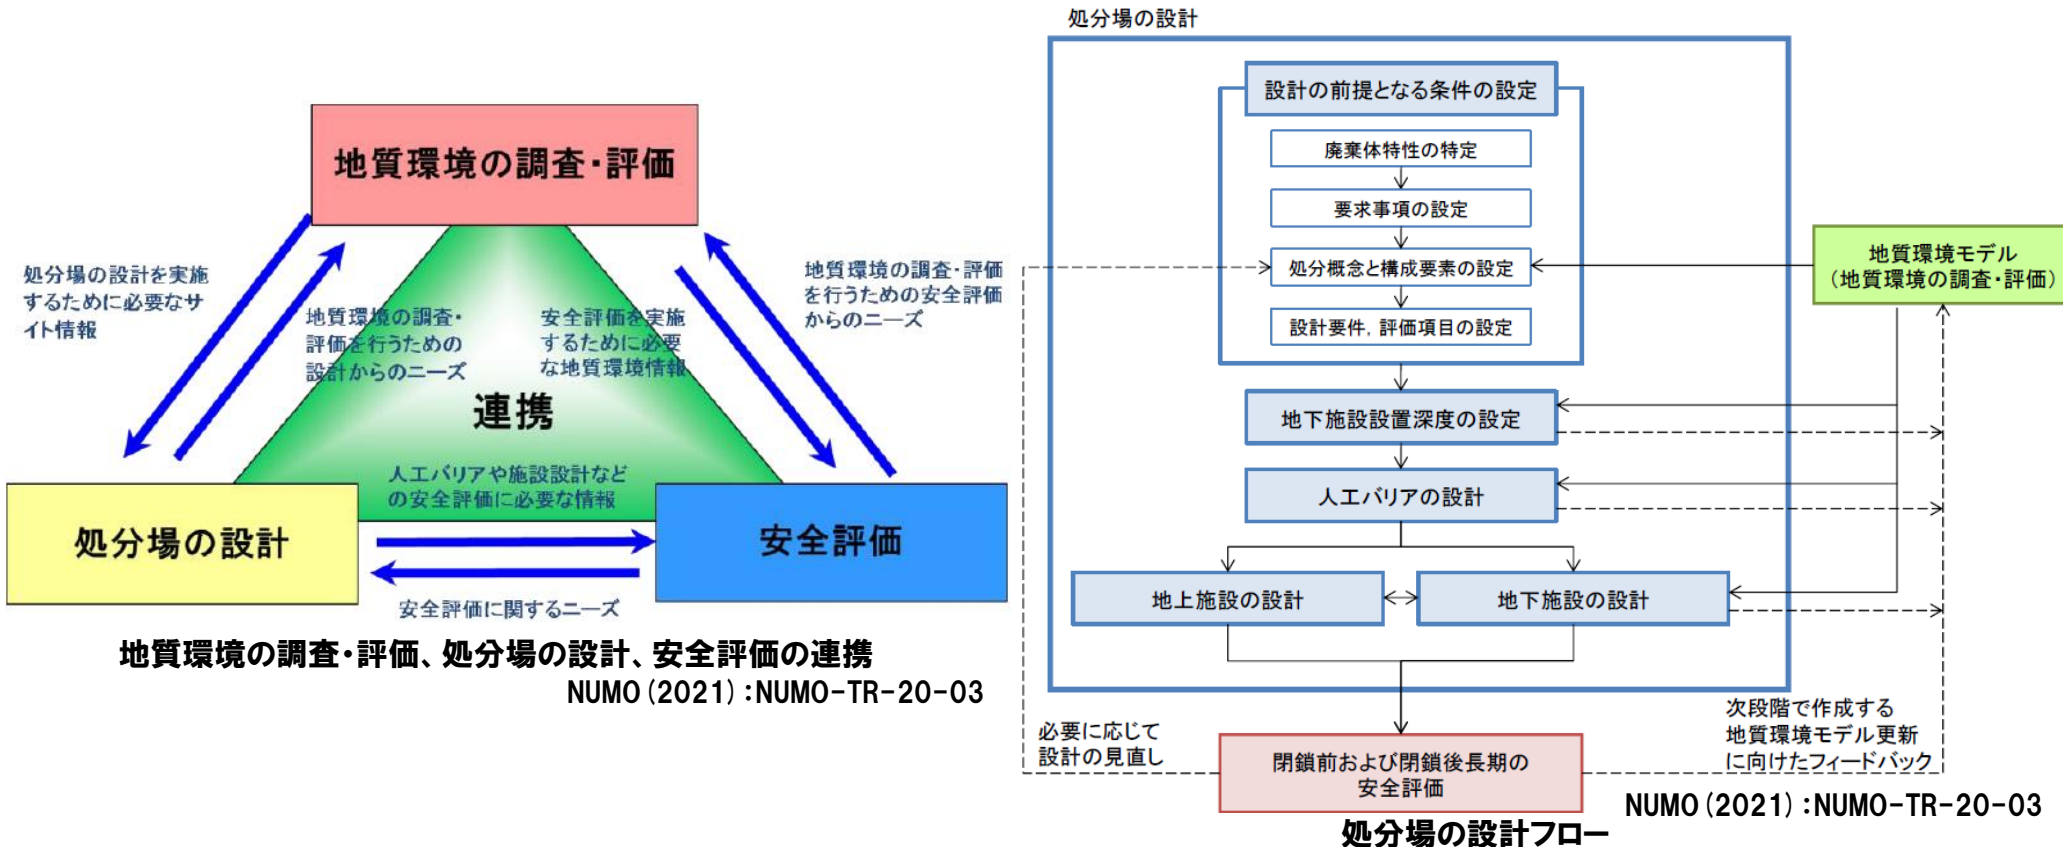 地質環境の調査・評価
処分場の設計を実施
するために必要なサ
イト情報
地質環境の調査・
評価を行うための
設計からのニーズ
安全評価を実施
するために必要
な地質環境情報
地質環境の調査・評価
を行うための安全評価
からのニーズ
連携
人工バリアや施設設計など
の安全評価に必要な情報
処分場の設計
安全評価
安全評価に関するニーズ
地質環境の調査・評価、処分場の設計、安全評価の連携
NUMO(2021):NUMO-TR-20-03
処分場の設計
設計の前提となる条件の設定
廃棄体特性の特定
要求事項の設定
処分概念と構成要素の設定
設計要件，評価項目の設定
地質環境モデル
（地質環境の調査・評価）
地下施設設置深度の設定
人工バリアの設計
地上施設の設計
地下施設の設計
必要に応じて
設計の見直し
閉鎖前および閉鎖後長期の
安全評価
次段階で作成する
地質環境モデル更新
に向けたフィードバック
NUMO(2021):NUMO-TR-20-03
処分場の設計フロー